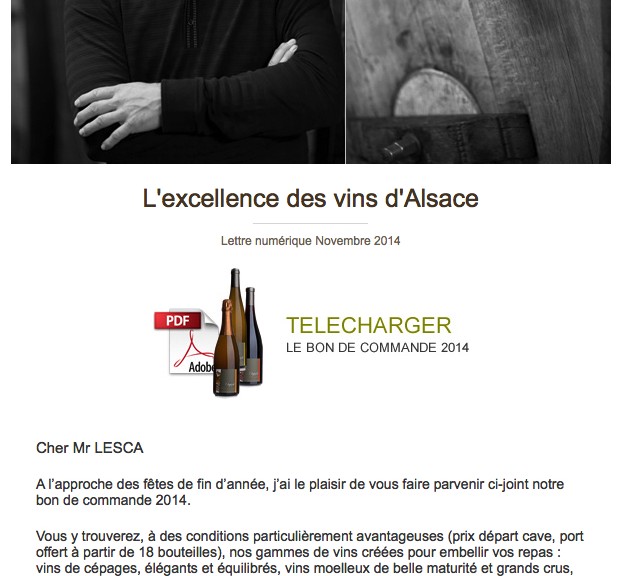 L'excellence des vins d'Alsace
Lettre numérique Novembre 2014
PDF
Adobe
TELECHARGER
LE BON DE COMMANDE 2014
Cher Mr LESCA
A l’approche des fêtes de fin d’année, j’ai le plaisir de vous faire parvenir ci-joint notre
bon de commande 2014.
Vous y trouverez, à des conditions particulièrement avantageuses (prix départ cave, port
offert à partir de 18 bouteilles), nos gammes de vins créées pour embellir vos repas :
vins de cépages, élégants et équilibrés, vins moelleux de belle maturité et grands crus,